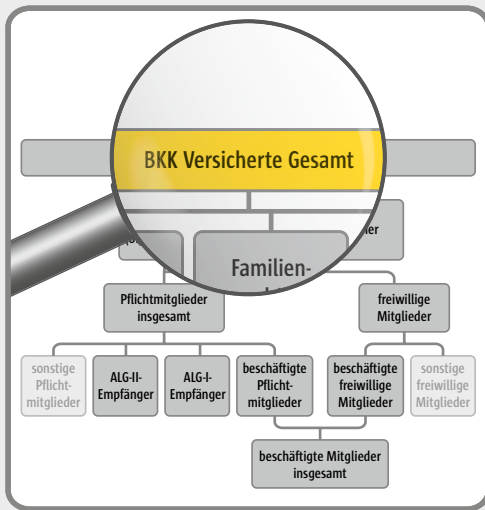 BKK Versicherte Gesamt
Familien-
Pflichtmitglieder
insgesamt
freiwillige
Mitglieder
sonstige
Pflicht-
mitglieder
ALG-II-
Empfänger
ALG-I-
Empfänger
beschäftigte
Pflicht-
mitglieder
beschäftigte
freiwillige
Mitglieder
sonstige
freiwillige
Mitglieder
beschäftigte Mitglieder
insgesamt